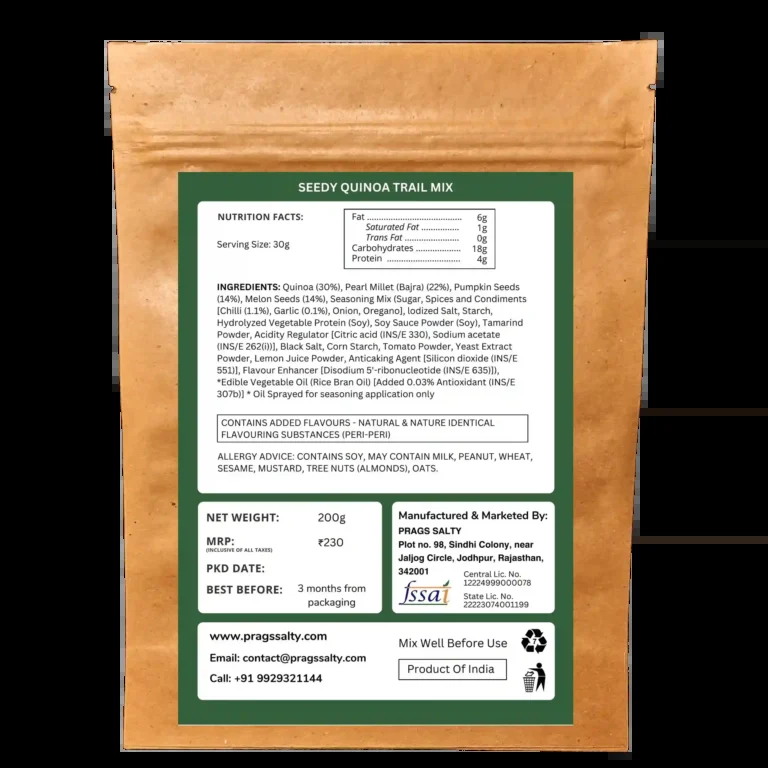 SEEDY QUINOA TRAIL MIX
NUTRITION FACTS:
Serving Size: 30g
Fat ...................................... 6g
Saturated Fat ............... 1g
Trans Fat ...................... 0g
Carbohydrates .................. 18g
Protein ............................. 4g
INGREDIENTS: Quinoa (30%), Pearl Millet (Bajra) (22%), Pumpkin Seeds
(14%), Melon Seeds (14%), Seasoning Mix (Sugar, Spices and Condiments
[Chilli (1.1%), Garlic (0.1%), Onion, Oregano], Iodized Salt, Starch,
Hydrolyzed Vegetable Protein (Soy), Soy Sauce Powder (Soy), Tamarind
Powder, Acidity Regulator [Citric acid (INS/E 330), Sodium acetate
(INS/E 262(i))], Black Salt, Corn Starch, Tomato Powder, Yeast Extract
Powder, Lemon Juice Powder, Anticaking Agent [Silicon dioxide (INS/E
551)], Flavour Enhancer [Disodium 5'-ribonucleotide (INS/E 635)]),
*Edible Vegetable Oil (Rice Bran Oil) [Added 0.03% Antioxidant (INS/E
307b)] * Oil Sprayed for seasoning application only
CONTAINS ADDED FLAVOURS - NATURAL & NATURE IDENTICAL
FLAVOURING SUBSTANCES (PERI-PERI)
ALLERGY ADVICE: CONTAINS SOY, MAY CONTAIN MILK, PEANUT, WHEAT,
SESAME, MUSTARD, TREE NUTS (ALMONDS), OATS.
NET WEIGHT: 200g
MRP: ₹230
(INCLUSIVE OF ALL TAXES)
PKD DATE:
BEST BEFORE: 3 months from
packaging
Manufactured & Marketed By:
PRAGS SALTY
Plot no. 98, Sindhi Colony, near
Jaljog Circle, Jodhpur, Rajasthan,
342001
fssai
Central Lic. No.
12224999000078
State Lic. No.
22223074001199
www.pragssalty.com
Email: contact@pragssalty.com
Call: +91 9929321144
Mix Well Before Use
7
Product Of India